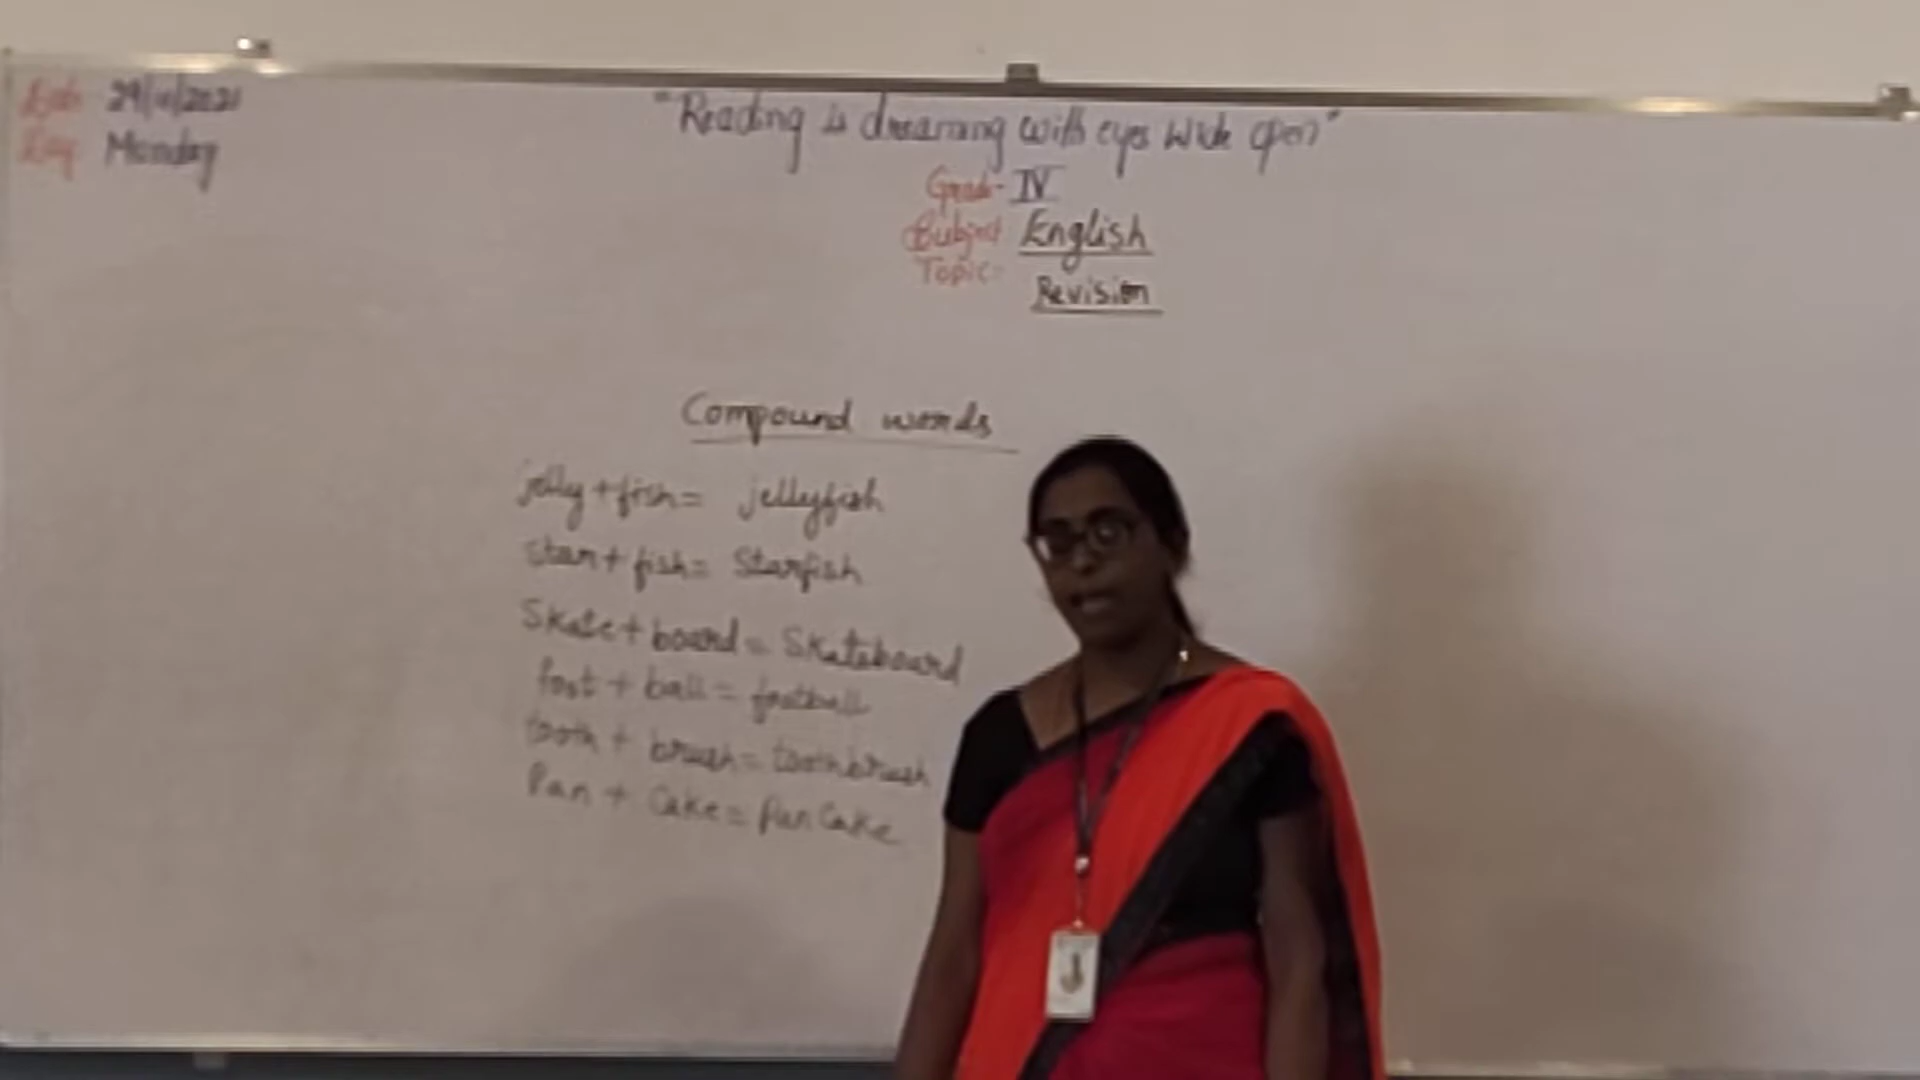 Date 29/11/2021
Day Monday
"Reading is dreaming with eyes wide open"
Grade- IV
Subject English
Topic-
Revision
Compound words
jelly + fish = jellyfish
star + fish = Starfish
Skate + board = Skateboard
foot + ball = football
tooth + brush = toothbrush
Pan + Cake = PanCake